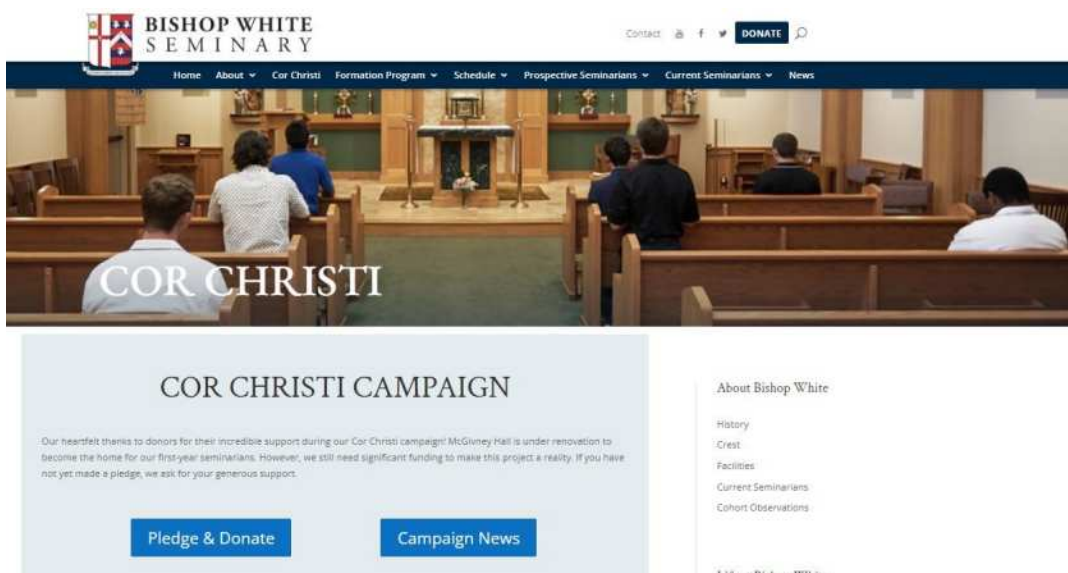 BISHOP WHITE
SEMINARY
Contact
DONATE
Home About Cor Christi Formation Program Schedule Prospective Seminarians Current Seminarians News
COR CHRISTI
COR CHRISTI CAMPAIGN
Our heartfelt thanks to donors for their incredible support during our Cor Christi campaign! McGivney Hall is under renovation to
become the home for our first-year seminarians. However, we still need significant funding to make this project a reality. If you have
not yet made a pledge, we ask for your generous support.
Pledge & Donate
Campaign News
About Bishop White
History
Crest
Facilities
Current Seminarians
Cohort Observations